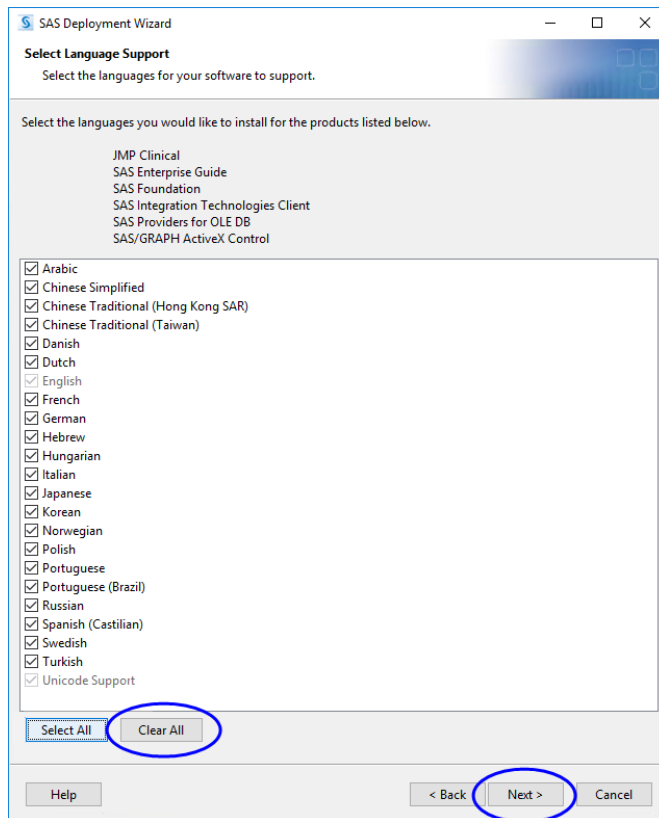 SAS Deployment Wizard
Select Language Support
Select the languages for your software to support.
Select the languages you would like to install for the products listed below.
JMP Clinical
SAS Enterprise Guide
SAS Foundation
SAS Integration Technologies Client
SAS Providers for OLE DB
SAS/GRAPH ActiveX Control
Arabic
Chinese Simplified
Chinese Traditional (Hong Kong SAR)
Chinese Traditional (Taiwan)
Danish
Dutch
English
French
German
Hebrew
Hungarian
Italian
Japanese
Korean
Norwegian
Polish
Portuguese
Portuguese (Brazil)
Russian
Spanish (Castilian)
Swedish
Turkish
Unicode Support
Select All Clear All
Help < Back Next > Cancel